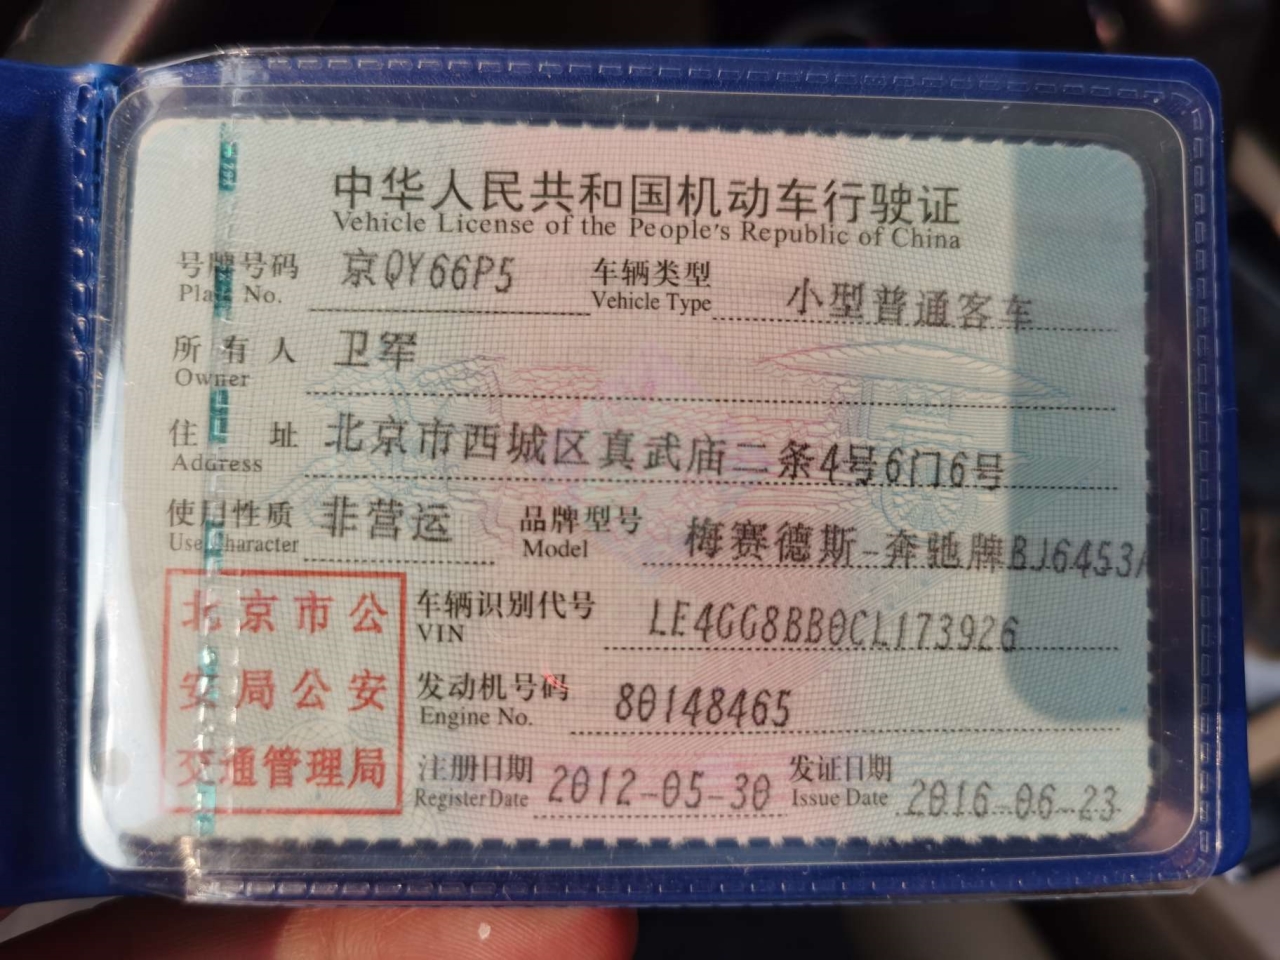 中华人民共和国机动车行驶证
Vehicle License of the People's Republic of China
号牌号码 京QY66P5 车辆类型 小型普通客车
Plate No. Vehicle Type
所有人 卫军
Owner
住址 北京市西城区真武庙二条4号6门6号
Address
使用性质 非营运 品牌型号 梅赛德斯-奔驰牌BJ6453
Use Character Model
北京市公
安局公安
交通管理局
车辆识别代号 LE4GG8BB0CL173926
VIN
发动机号码 80148465
Engine No.
注册日期 2012-05-30 发证日期 2016-06-23
Register Date Issue Date